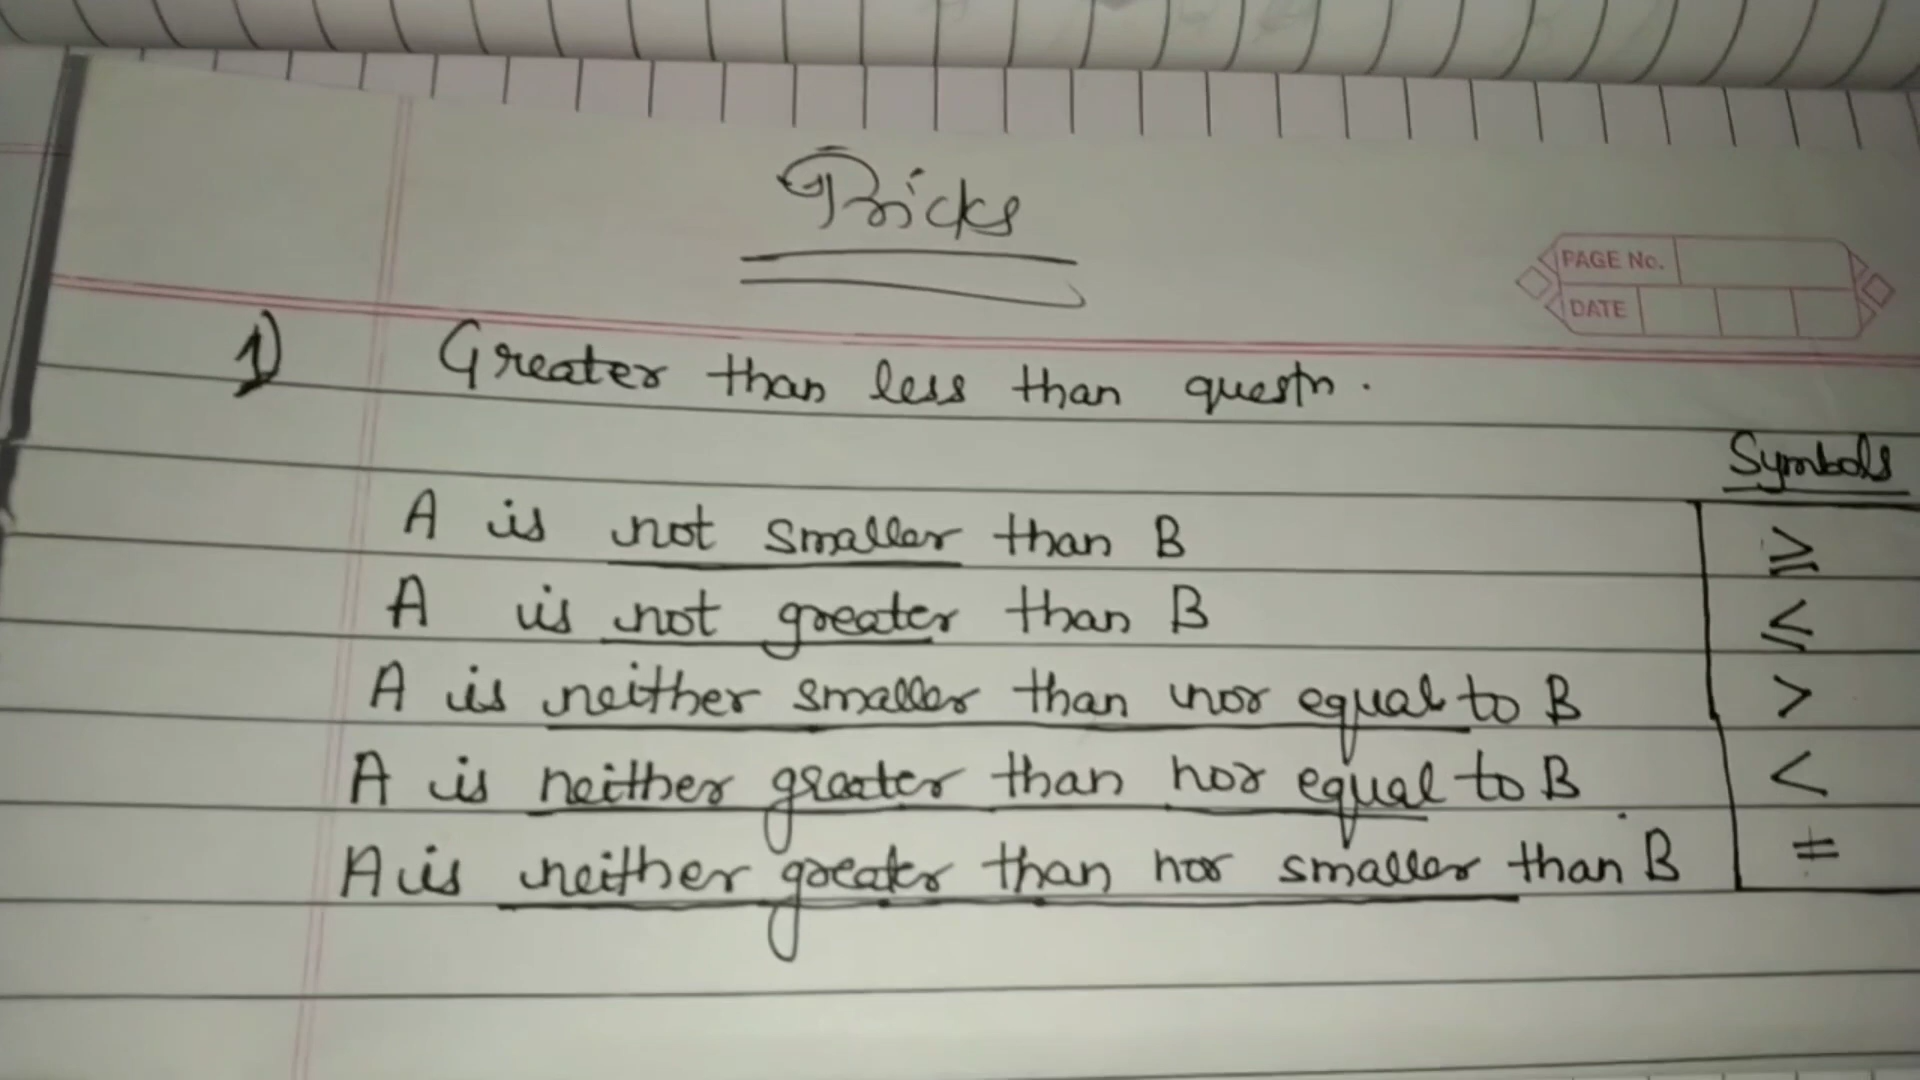 Tricks
PAGE No.
DATE
1) Greater than less than questn.
Symbols
A is not smaller than B ≥
A is not greater than B ≤
A is neither smaller than nor equal to B >
A is neither greater than nor equal to B <
A is neither greater than nor smaller than B =